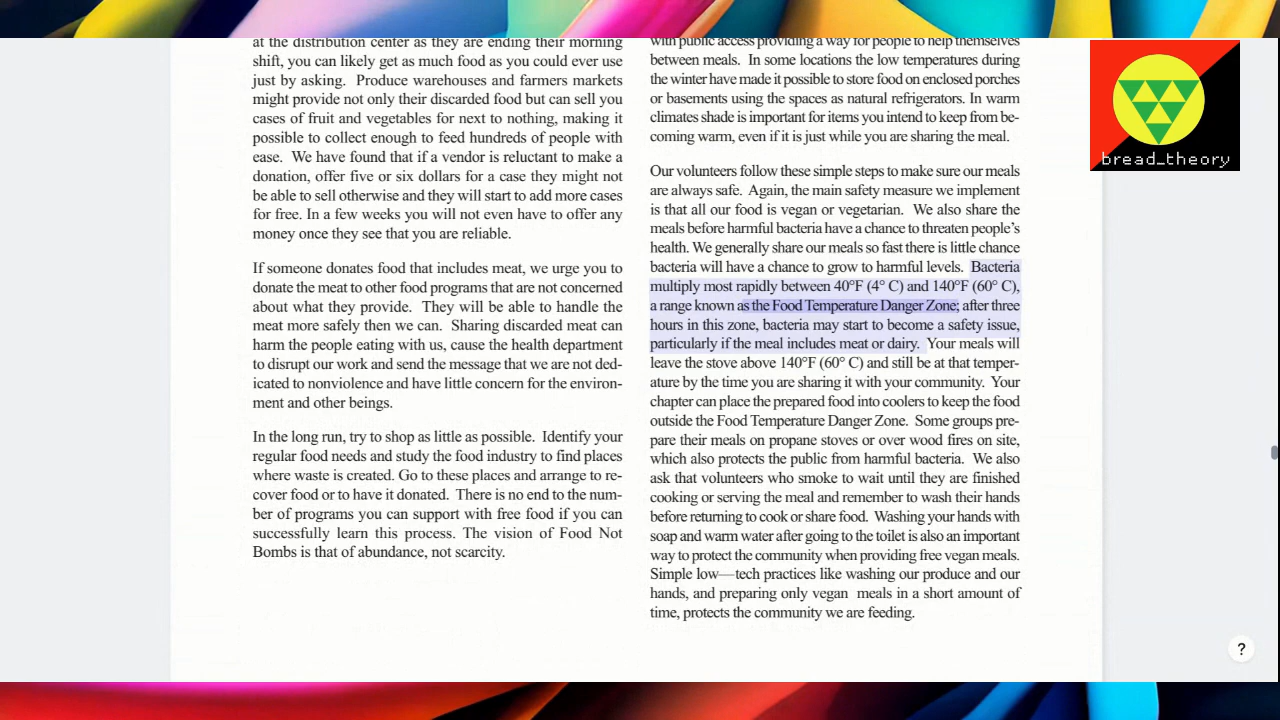 at the distribution center as they are ending their morning
shift, you can likely get as much food as you could ever use
just by asking.  Produce warehouses and farmers markets
might provide not only their discarded food but can sell you
cases of fruit and vegetables for next to nothing, making it
possible to collect enough to feed hundreds of people with
ease.  We have found that if a vendor is reluctant to make a
donation, offer five or six dollars for a case they might not
be able to sell otherwise and they will start to add more cases
for free. In a few weeks you will not even have to offer any
money once they see that you are reliable.
If someone donates food that includes meat, we urge you to
donate the meat to other food programs that are not concerned
about what they provide.  They will be able to handle the
meat more safely then we can.  Sharing discarded meat can
harm the people eating with us, cause the health department
to disrupt our work and send the message that we are not ded-
icated to nonviolence and have little concern for the environ-
ment and other beings.
In the long run, try to shop as little as possible.  Identify your
regular food needs and study the food industry to find places
where waste is created. Go to these places and arrange to re-
cover food or to have it donated.  There is no end to the num-
ber of programs you can support with free food if you can
successfully learn this process. The vision of Food Not
Bombs is that of abundance, not scarcity.
with public access providing a way for people to help themselves
between meals.  In some locations the low temperatures during
the winter have made it possible to store food on enclosed porches
or basements using the spaces as natural refrigerators. In warm
climates shade is important for items you intend to keep from be-
coming warm, even if it is just while you are sharing the meal.
Our volunteers follow these simple steps to make sure our meals
are always safe.  Again, the main safety measure we implement
is that all our food is vegan or vegetarian.  We also share the
meals before harmful bacteria have a chance to threaten people's
health. We generally share our meals so fast there is little chance
bacteria will have a chance to grow to harmful levels.  Bacteria
multiply most rapidly between 40°F (4° C) and 140°F (60° C),
a range known as the Food Temperature Danger Zone; after three
hours in this zone, bacteria may start to become a safety issue,
particularly if the meal includes meat or dairy.  Your meals will
leave the stove above 140°F (60° C) and still be at that temper-
ature by the time you are sharing it with your community.  Your
chapter can place the prepared food into coolers to keep the food
outside the Food Temperature Danger Zone.  Some groups pre-
pare their meals on propane stoves or over wood fires on site,
which also protects the public from harmful bacteria.  We also
ask that volunteers who smoke to wait until they are finished
cooking or serving the meal and remember to wash their hands
before returning to cook or share food.  Washing your hands with
soap and warm water after going to the toilet is also an important
way to protect the community when providing free vegan meals.
Simple low—tech practices like washing our produce and our
hands, and preparing only vegan  meals in a short amount of
time, protects the community we are feeding.
bread_theory
?